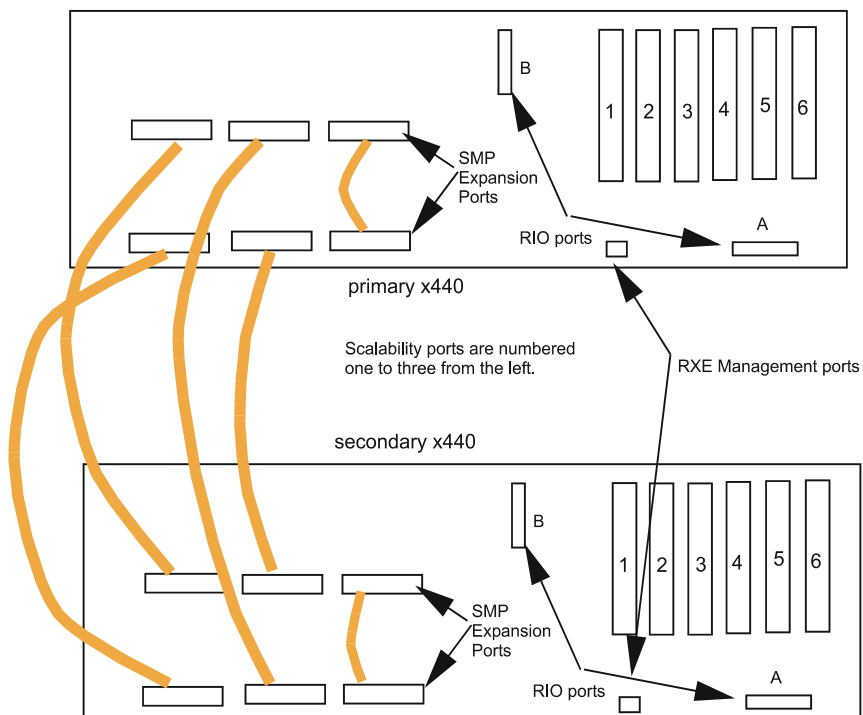 B
1 2 3 4 5 6
SMP
Expansion
Ports
A
RIO ports
primary x440
Scalability ports are numbered
one to three from the left.
RXE Management ports
secondary x440
B
1 2 3 4 5 6
SMP
Expansion
Ports
A
RIO ports